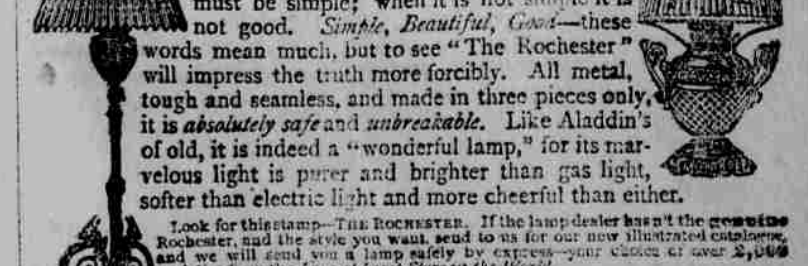 must be simple; when it is not simple it is
not good. Simple, Beautiful, Good—these
words mean much, but to see "The Rochester"
will impress the truth more forcibly. All metal,
tough and seamless, and made in three pieces only,
it is absolutely safe and unbreakable. Like Aladdin's
of old, it is indeed a "wonderful lamp," for its mar-
velous light is purer and brighter than gas light,
softer than electric light and more cheerful than either.
Look for this stamp—THE ROCHESTER. If the lamp dealer hasn't the genuine
Rochester, and the style you want, send to us for our new illustrated catalogue,
and we will send you a lamp safely by express—your choice of over 2,000